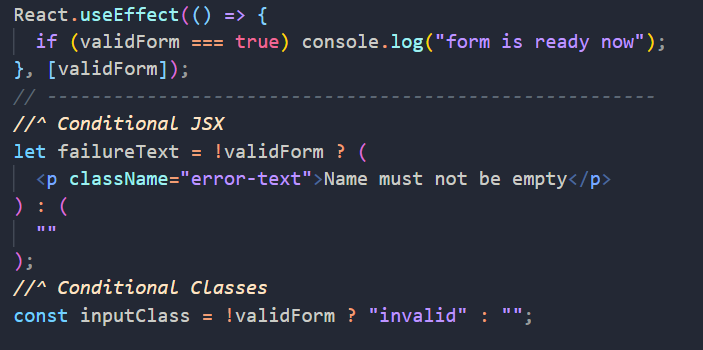 React.useEffect(() => {
  if (validForm === true) console.log("form is ready now");
}, [validForm]);
// ------------------------------------------------------
//^ Conditional JSX
let failureText = !validForm ? (
  <p className="error-text">Name must not be empty</p>
) : (
  ""
);
//^ Conditional Classes
const inputClass = !validForm ? "invalid" : "";